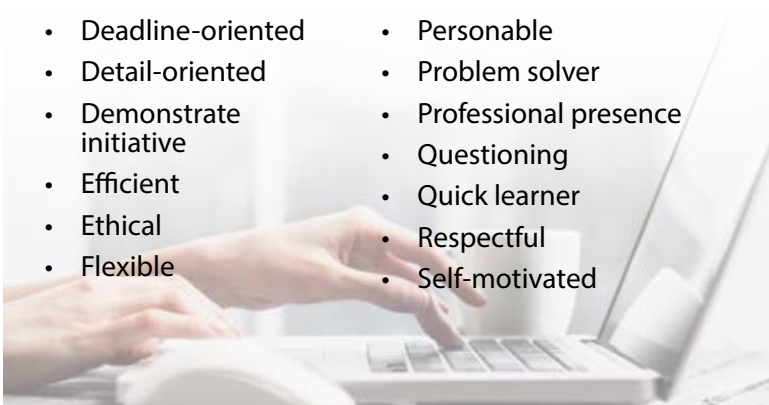 • Deadline-oriented
• Detail-oriented
• Demonstrate
initiative
• Efficient
• Ethical
• Flexible
• Personable
• Problem solver
• Professional presence
• Questioning
• Quick learner
• Respectful
• Self-motivated